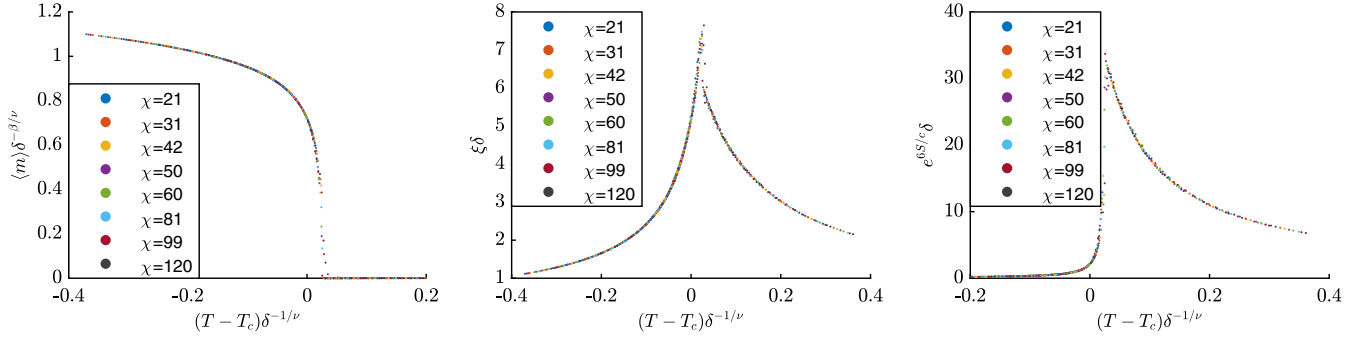 1.2
1
0.8
0.6
0.4
0.2
0
⟨m⟩δ^{-β/ν}
χ=21
χ=31
χ=42
χ=50
χ=60
χ=81
χ=99
χ=120
-0.4 -0.2 0 0.2
(T − T_c)δ^{-1/ν}
8
7
6
5
4
3
2
1
ξδ
χ=21
χ=31
χ=42
χ=50
χ=60
χ=81
χ=99
χ=120
-0.4 -0.2 0 0.2 0.4
(T − T_c)δ^{-1/ν}
40
30
20
10
0
e^{6S/c}δ
χ=21
χ=31
χ=42
χ=50
χ=60
χ=81
χ=99
χ=120
-0.2 0 0.2 0.4
(T − T_c)δ^{-1/ν}